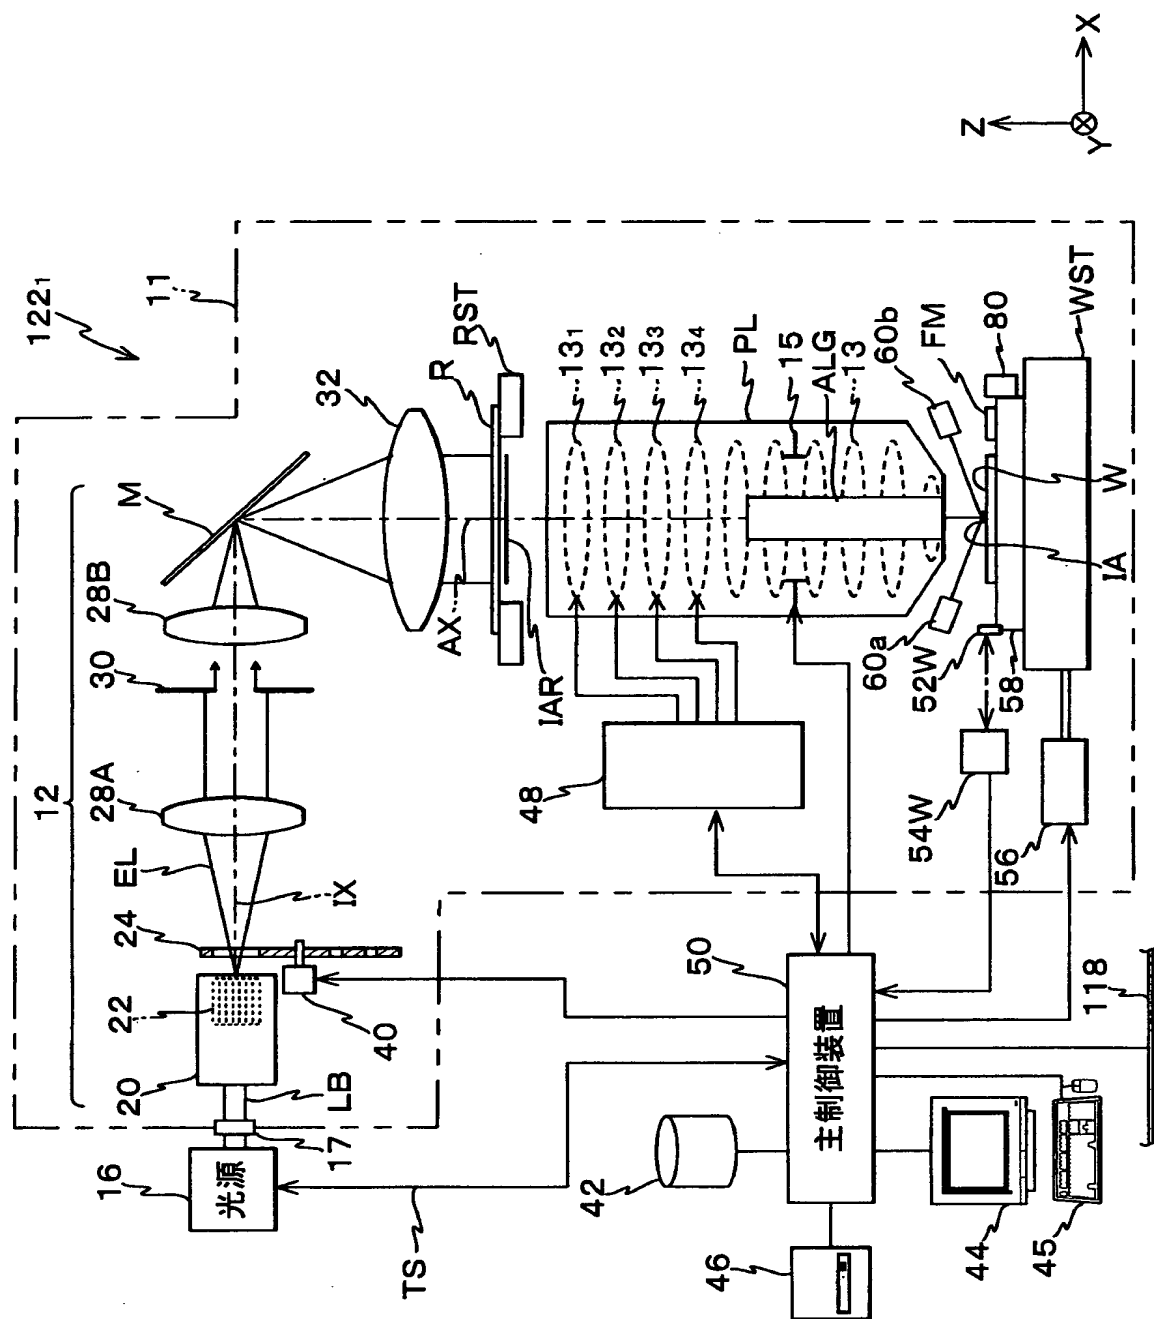 122₁
11
12
M
28B
30
28A
EL
IX
24
22
20
LB
17
16
光源
TS
40
32
R
RST
AX
IAR
13₁
13₂
13₃
13₄
PL
15
ALG
13
48
60b
FM
80
WST
W
IA
58
52W
60a
54W
56
50
主制御装置
42
46
44
45
118
Z
X
Y